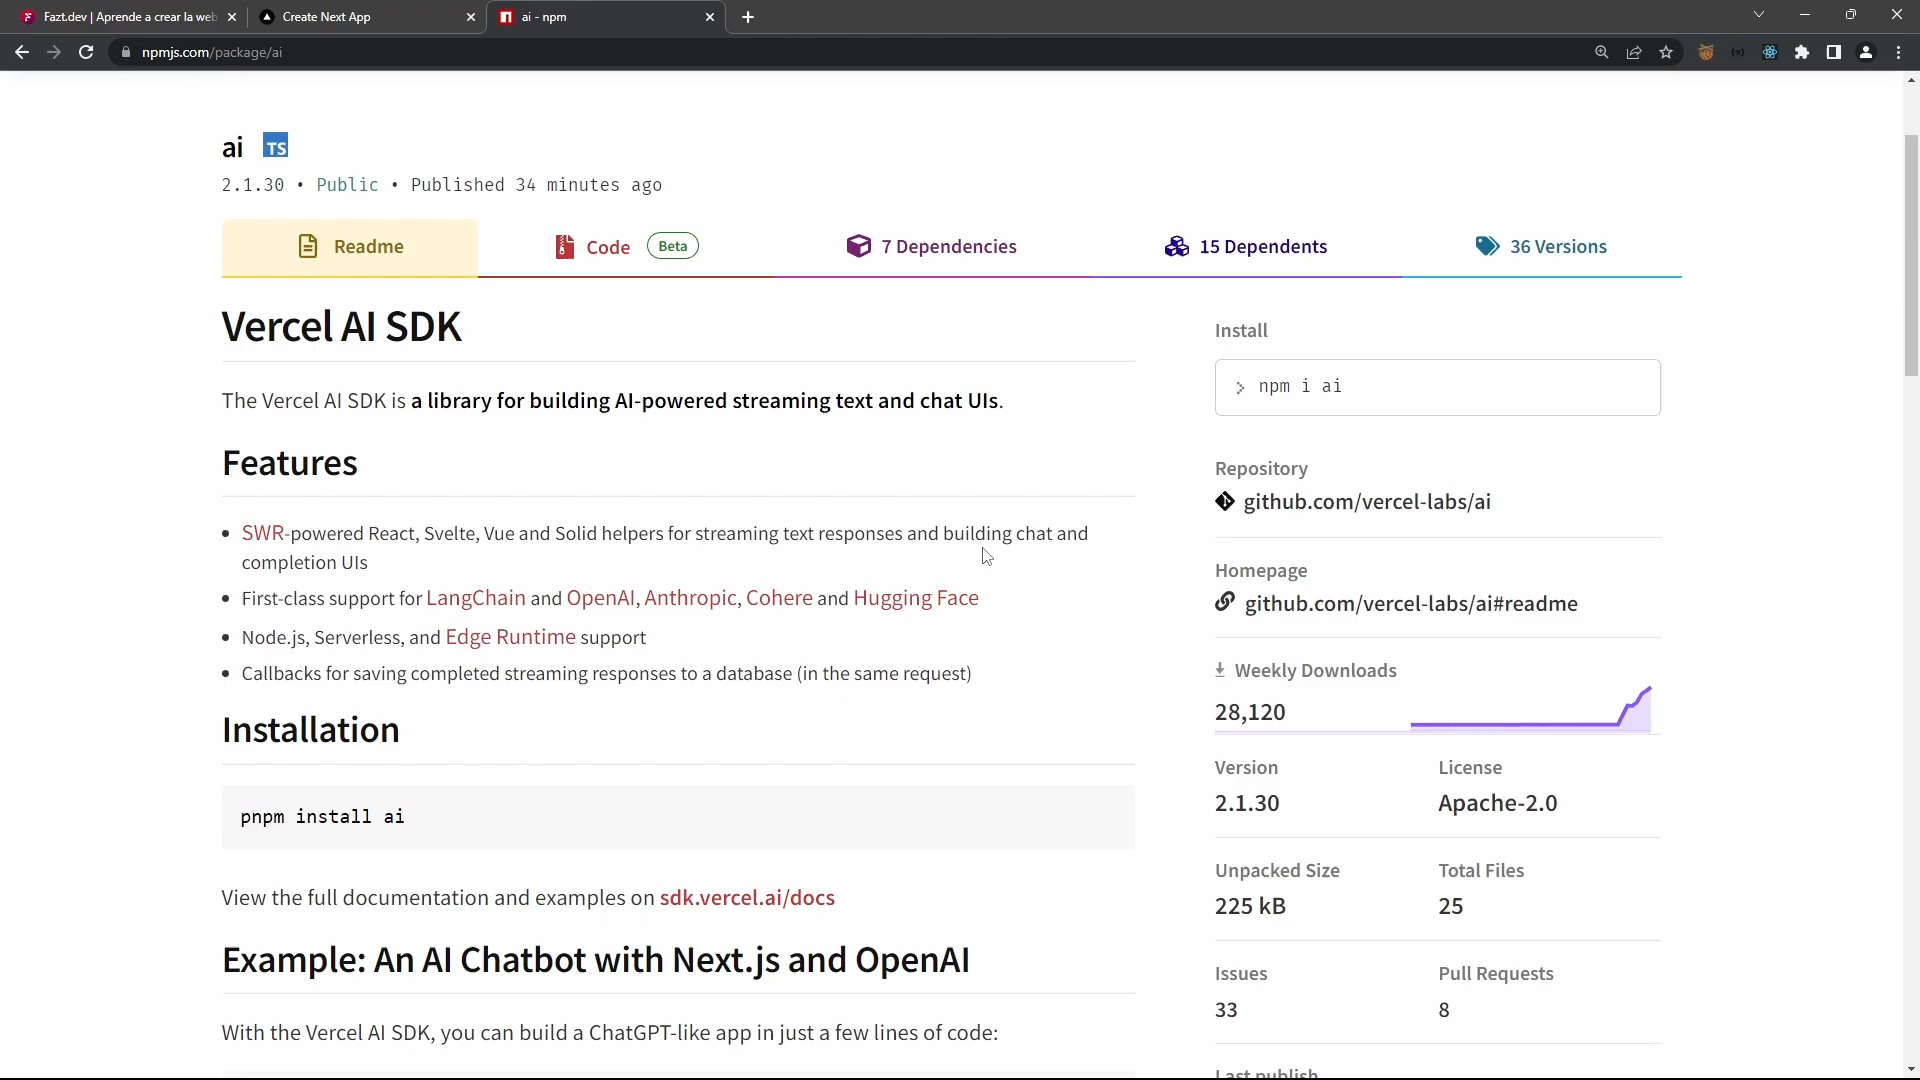 Fazt.dev | Aprende a crear la web
Create Next App
ai - npm
npmjs.com/package/ai
ai TS
2.1.30 • Public • Published 34 minutes ago
Readme
Code Beta
7 Dependencies
15 Dependents
36 Versions
Vercel AI SDK
The Vercel AI SDK is a library for building AI-powered streaming text and chat UIs.
Features
• SWR-powered React, Svelte, Vue and Solid helpers for streaming text responses and building chat and
completion UIs
• First-class support for LangChain and OpenAI, Anthropic, Cohere and Hugging Face
• Node.js, Serverless, and Edge Runtime support
• Callbacks for saving completed streaming responses to a database (in the same request)
Installation
pnpm install ai
View the full documentation and examples on sdk.vercel.ai/docs
Example: An AI Chatbot with Next.js and OpenAI
With the Vercel AI SDK, you can build a ChatGPT-like app in just a few lines of code:
Install
> npm i ai
Repository
github.com/vercel-labs/ai
Homepage
github.com/vercel-labs/ai#readme
Weekly Downloads
28,120
Version
License
2.1.30
Apache-2.0
Unpacked Size
Total Files
225 kB
25
Issues
Pull Requests
33
8
Last publish